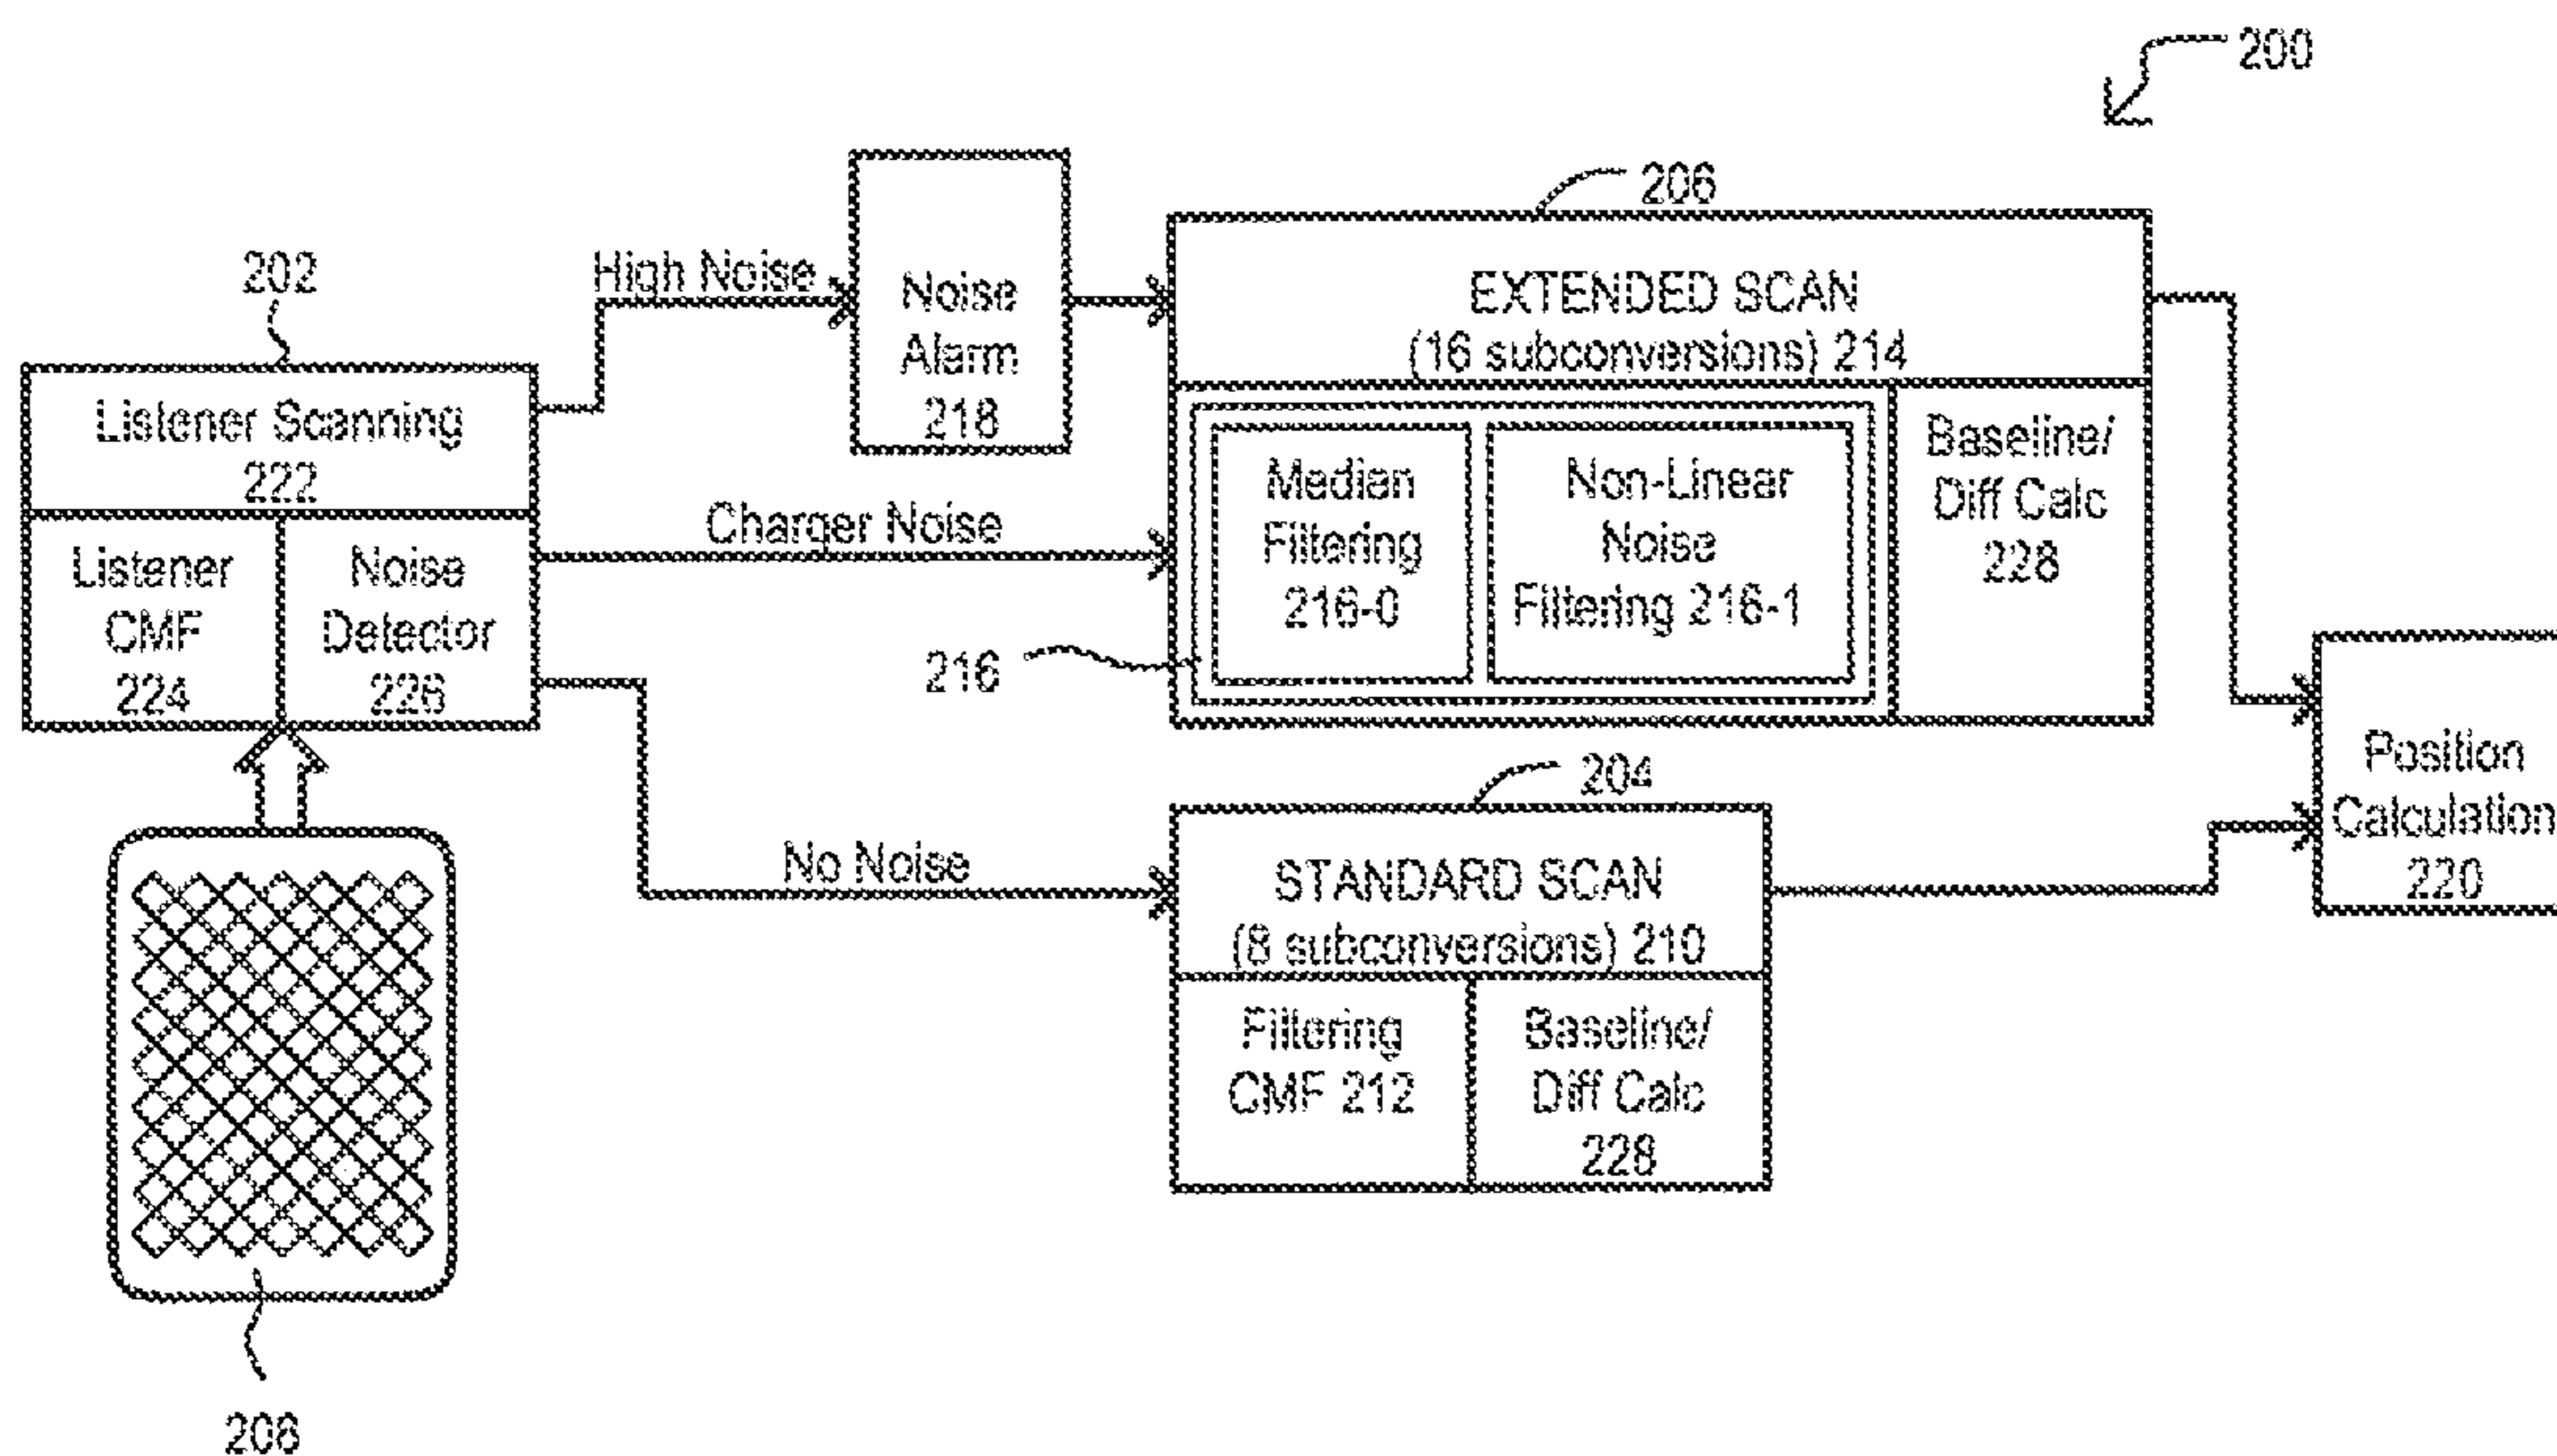 200
206
202
High Noise
Noise
Alarm
218
EXTENDED SCAN
(16 subconversions) 214
Listener Scanning
222
Median
Filtering
216-0
Non-Linear
Noise
Filtering 216-1
Baseline/
Diff Calc
228
Charger Noise
Listener
CMF
224
Noise
Detector
226
216
204
Position
Calculation
220
No Noise
STANDARD SCAN
(8 subconversions) 210
Filtering
CMF 212
Baseline/
Diff Calc
228
208